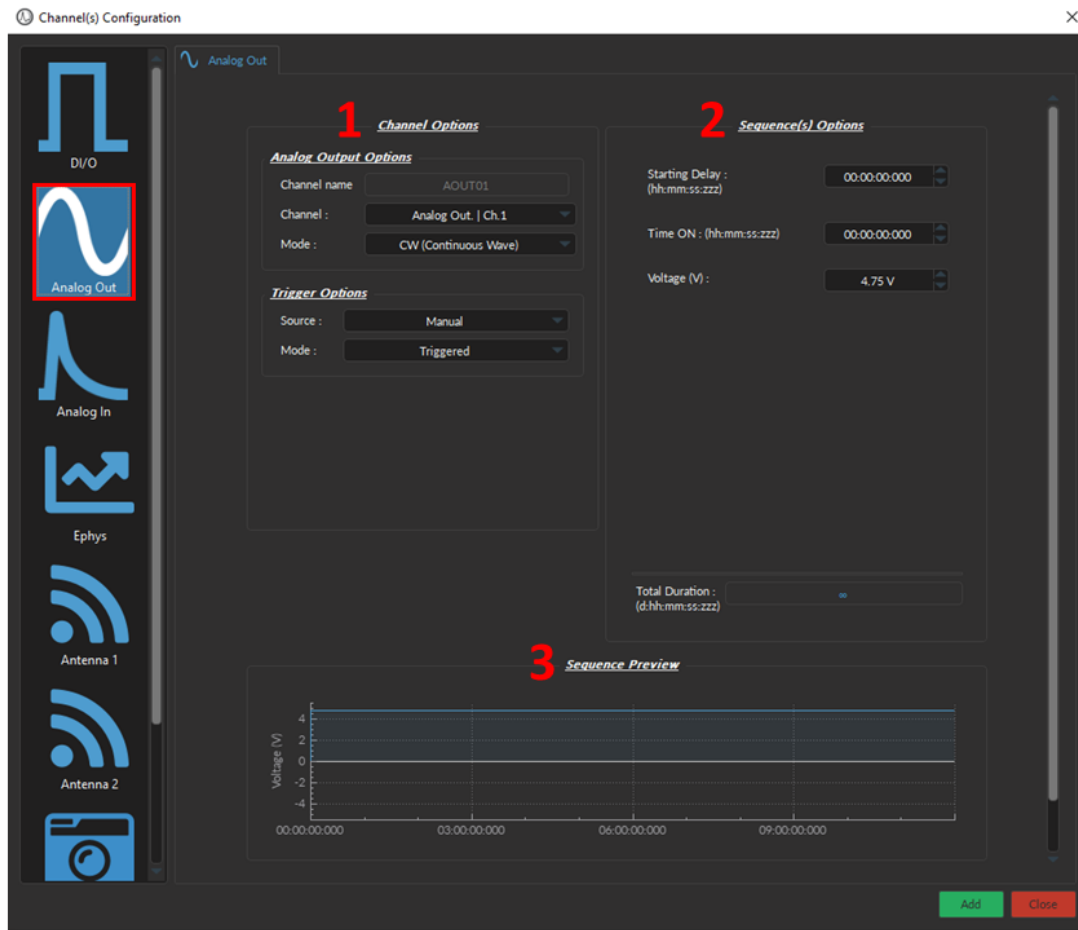 Channel(s) Configuration
DI/O
Analog Out
Analog In
Ephys
Antenna 1
Antenna 2
Analog Out
1
Channel Options
Analog Output Options
Channel name AOUT01
Channel : Analog Out. | Ch.1
Mode : CW (Continuous Wave)
Trigger Options
Source : Manual
Mode : Triggered
2
Sequence(s) Options
Starting Delay : 00:00:00:000
(hh:mm:ss:zzz)
Time ON : (hh:mm:ss:zzz) 00:00:00:000
Voltage (V) : 4.75 V
Total Duration : ∞
(d:hh:mm:ss:zzz)
3
Sequence Preview
Voltage (V)
4
2
0
-2
-4
00:00:00:000 03:00:00:000 06:00:00:000 09:00:00:000
Add Close